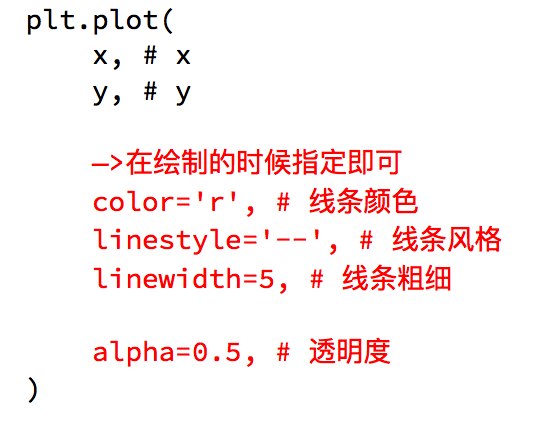 plt.plot(
x, # x
y, # y
—>在绘制的时候指定即可
color='r', # 线条颜色
linestyle='--', # 线条风格
linewidth=5, # 线条粗细
alpha=0.5, # 透明度
)